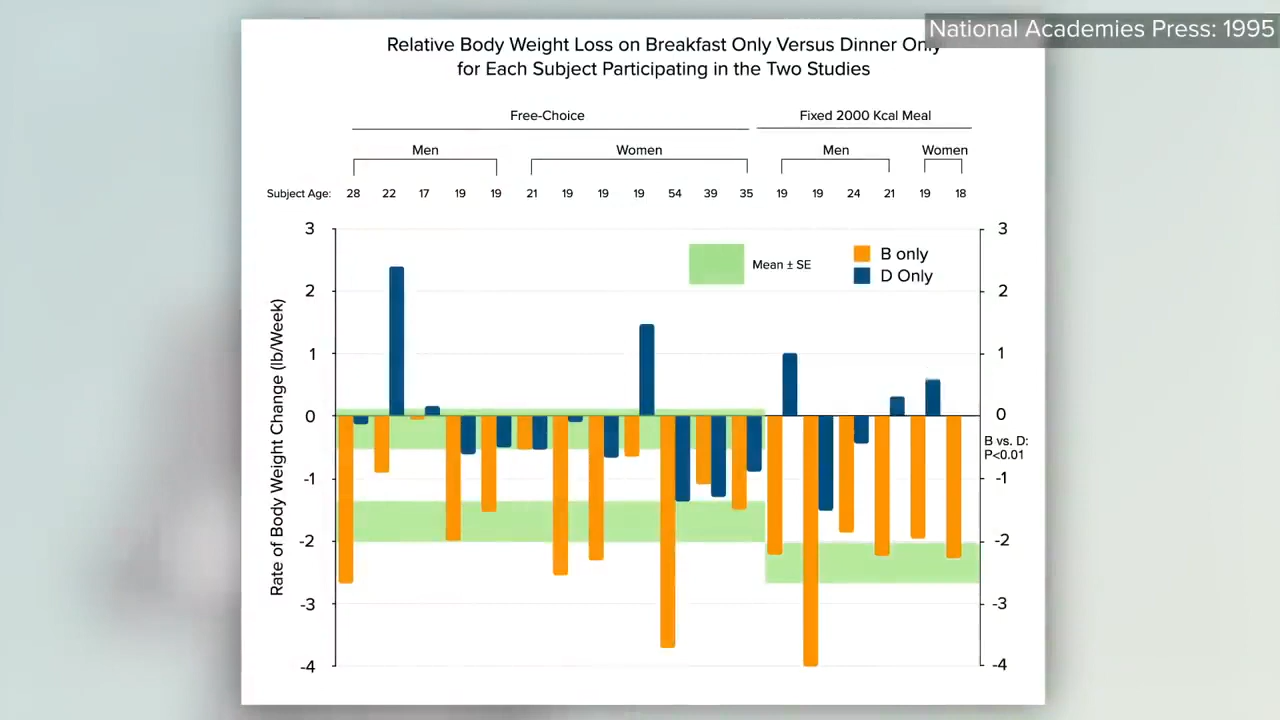 National Academies Press: 1995
Relative Body Weight Loss on Breakfast Only Versus Dinner Only
for Each Subject Participating in the Two Studies
Free-Choice Fixed 2000 Kcal Meal
Men Women Men Women
Subject Age: 28 22 17 19 19 21 19 19 19 54 39 35 19 19 24 21 19 18
3 3
Mean ± SE B only
D Only
2 2
1 1
0 0
B vs. D:
P<0.01
-1 -1
-2 -2
-3 -3
-4 -4
Rate of Body Weight Change (lb/Week)